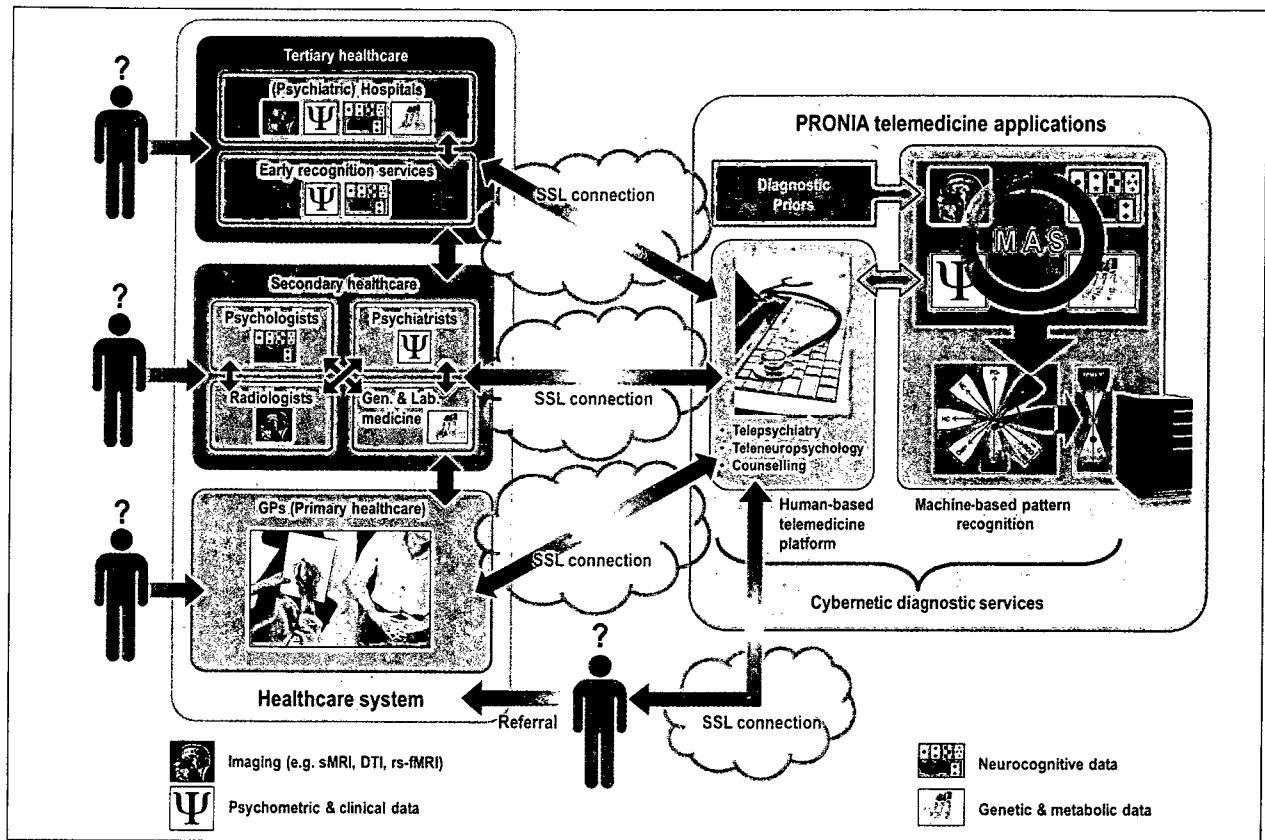 ?
Tertiary healthcare
(Psychiatric) Hospitals
Ψ
Early recognition services
Ψ
?
Secondary healthcare
Psychologists
Psychiatrists
Ψ
Radiologists
Gen. & Lab.
medicine
?
GPs (Primary healthcare)
Healthcare system
SSL connection
SSL connection
SSL connection
?
Referral
SSL connection
PRONIA telemedicine applications
Diagnostic
Priors
MAS
Ψ
• Telepsychiatry
• Teleneuropsychology
• Counselling
Human-based
telemedicine
platform
Machine-based pattern
recognition
Cybernetic diagnostic services
Imaging (e.g. sMRI, DTI, rs-fMRI)
Ψ
Psychometric & clinical data
Neurocognitive data
Genetic & metabolic data